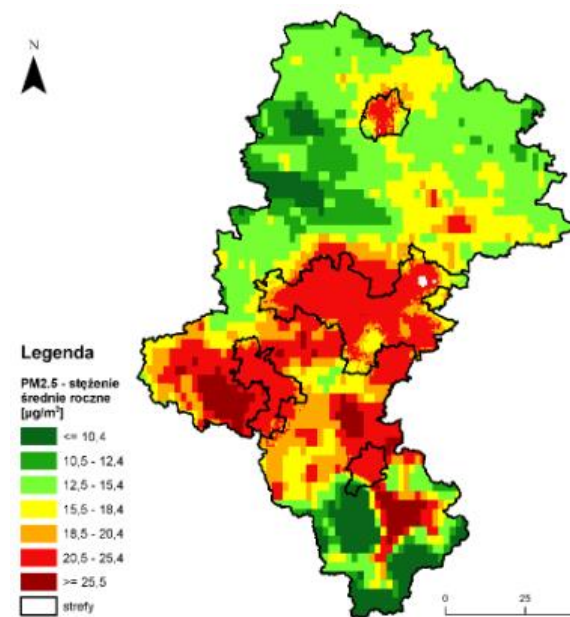 N
Legenda
PM2.5 - stężenie
średnie roczne
[µg/m³]
<= 10,4
10,5 - 12,4
12,5 - 15,4
15,5 - 18,4
18,5 - 20,4
20,5 - 25,4
>= 25,5
strefy
0 25